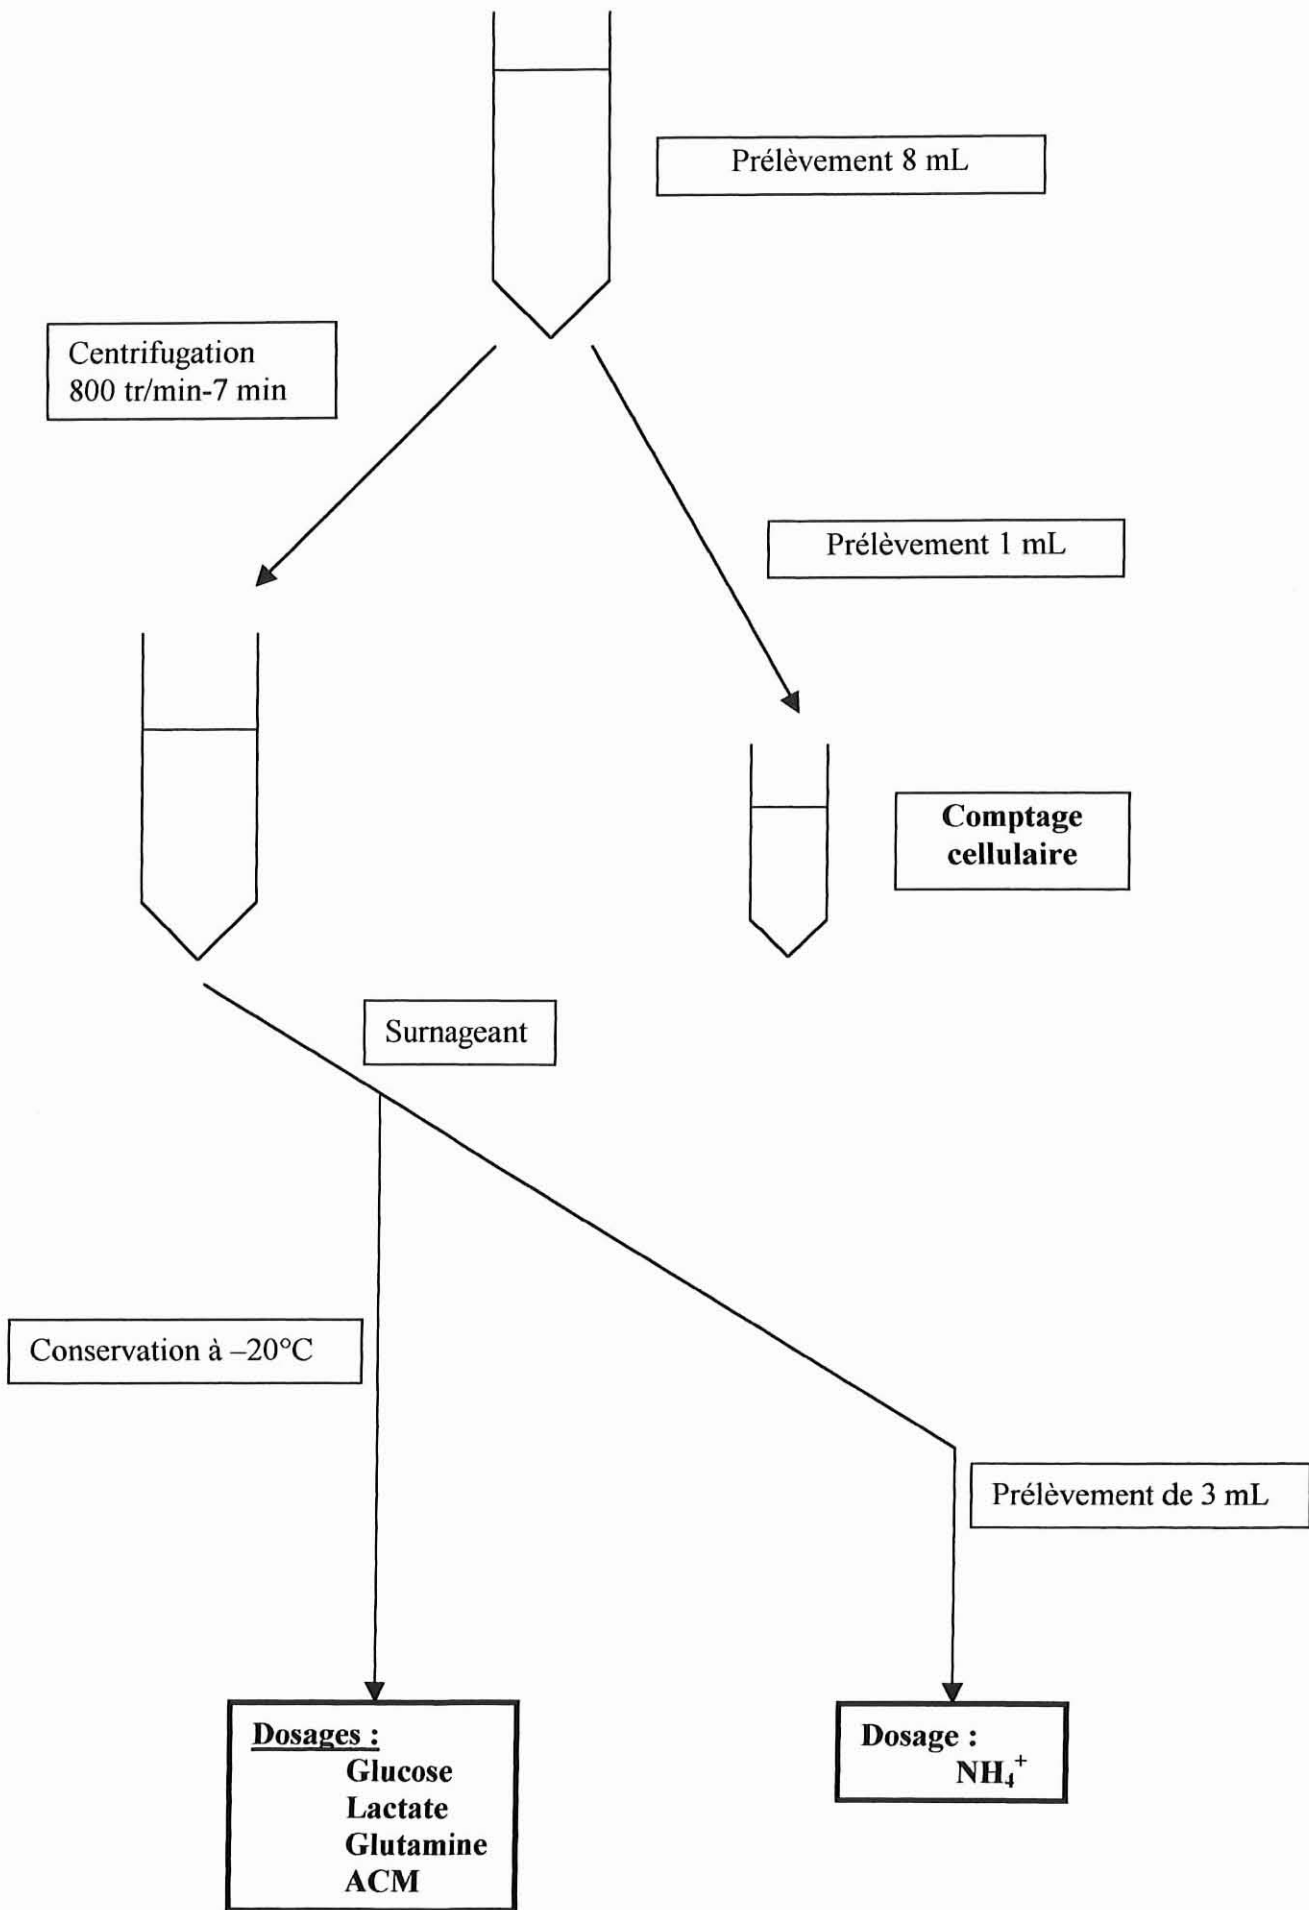 Prélèvement 8 mL
Centrifugation
800 tr/min-7 min
Prélèvement 1 mL
Comptage
cellulaire
Surnageant
Conservation à –20°C
Prélèvement de 3 mL
Dosages :
Glucose
Lactate
Glutamine
ACM
Dosage :
NH₄⁺